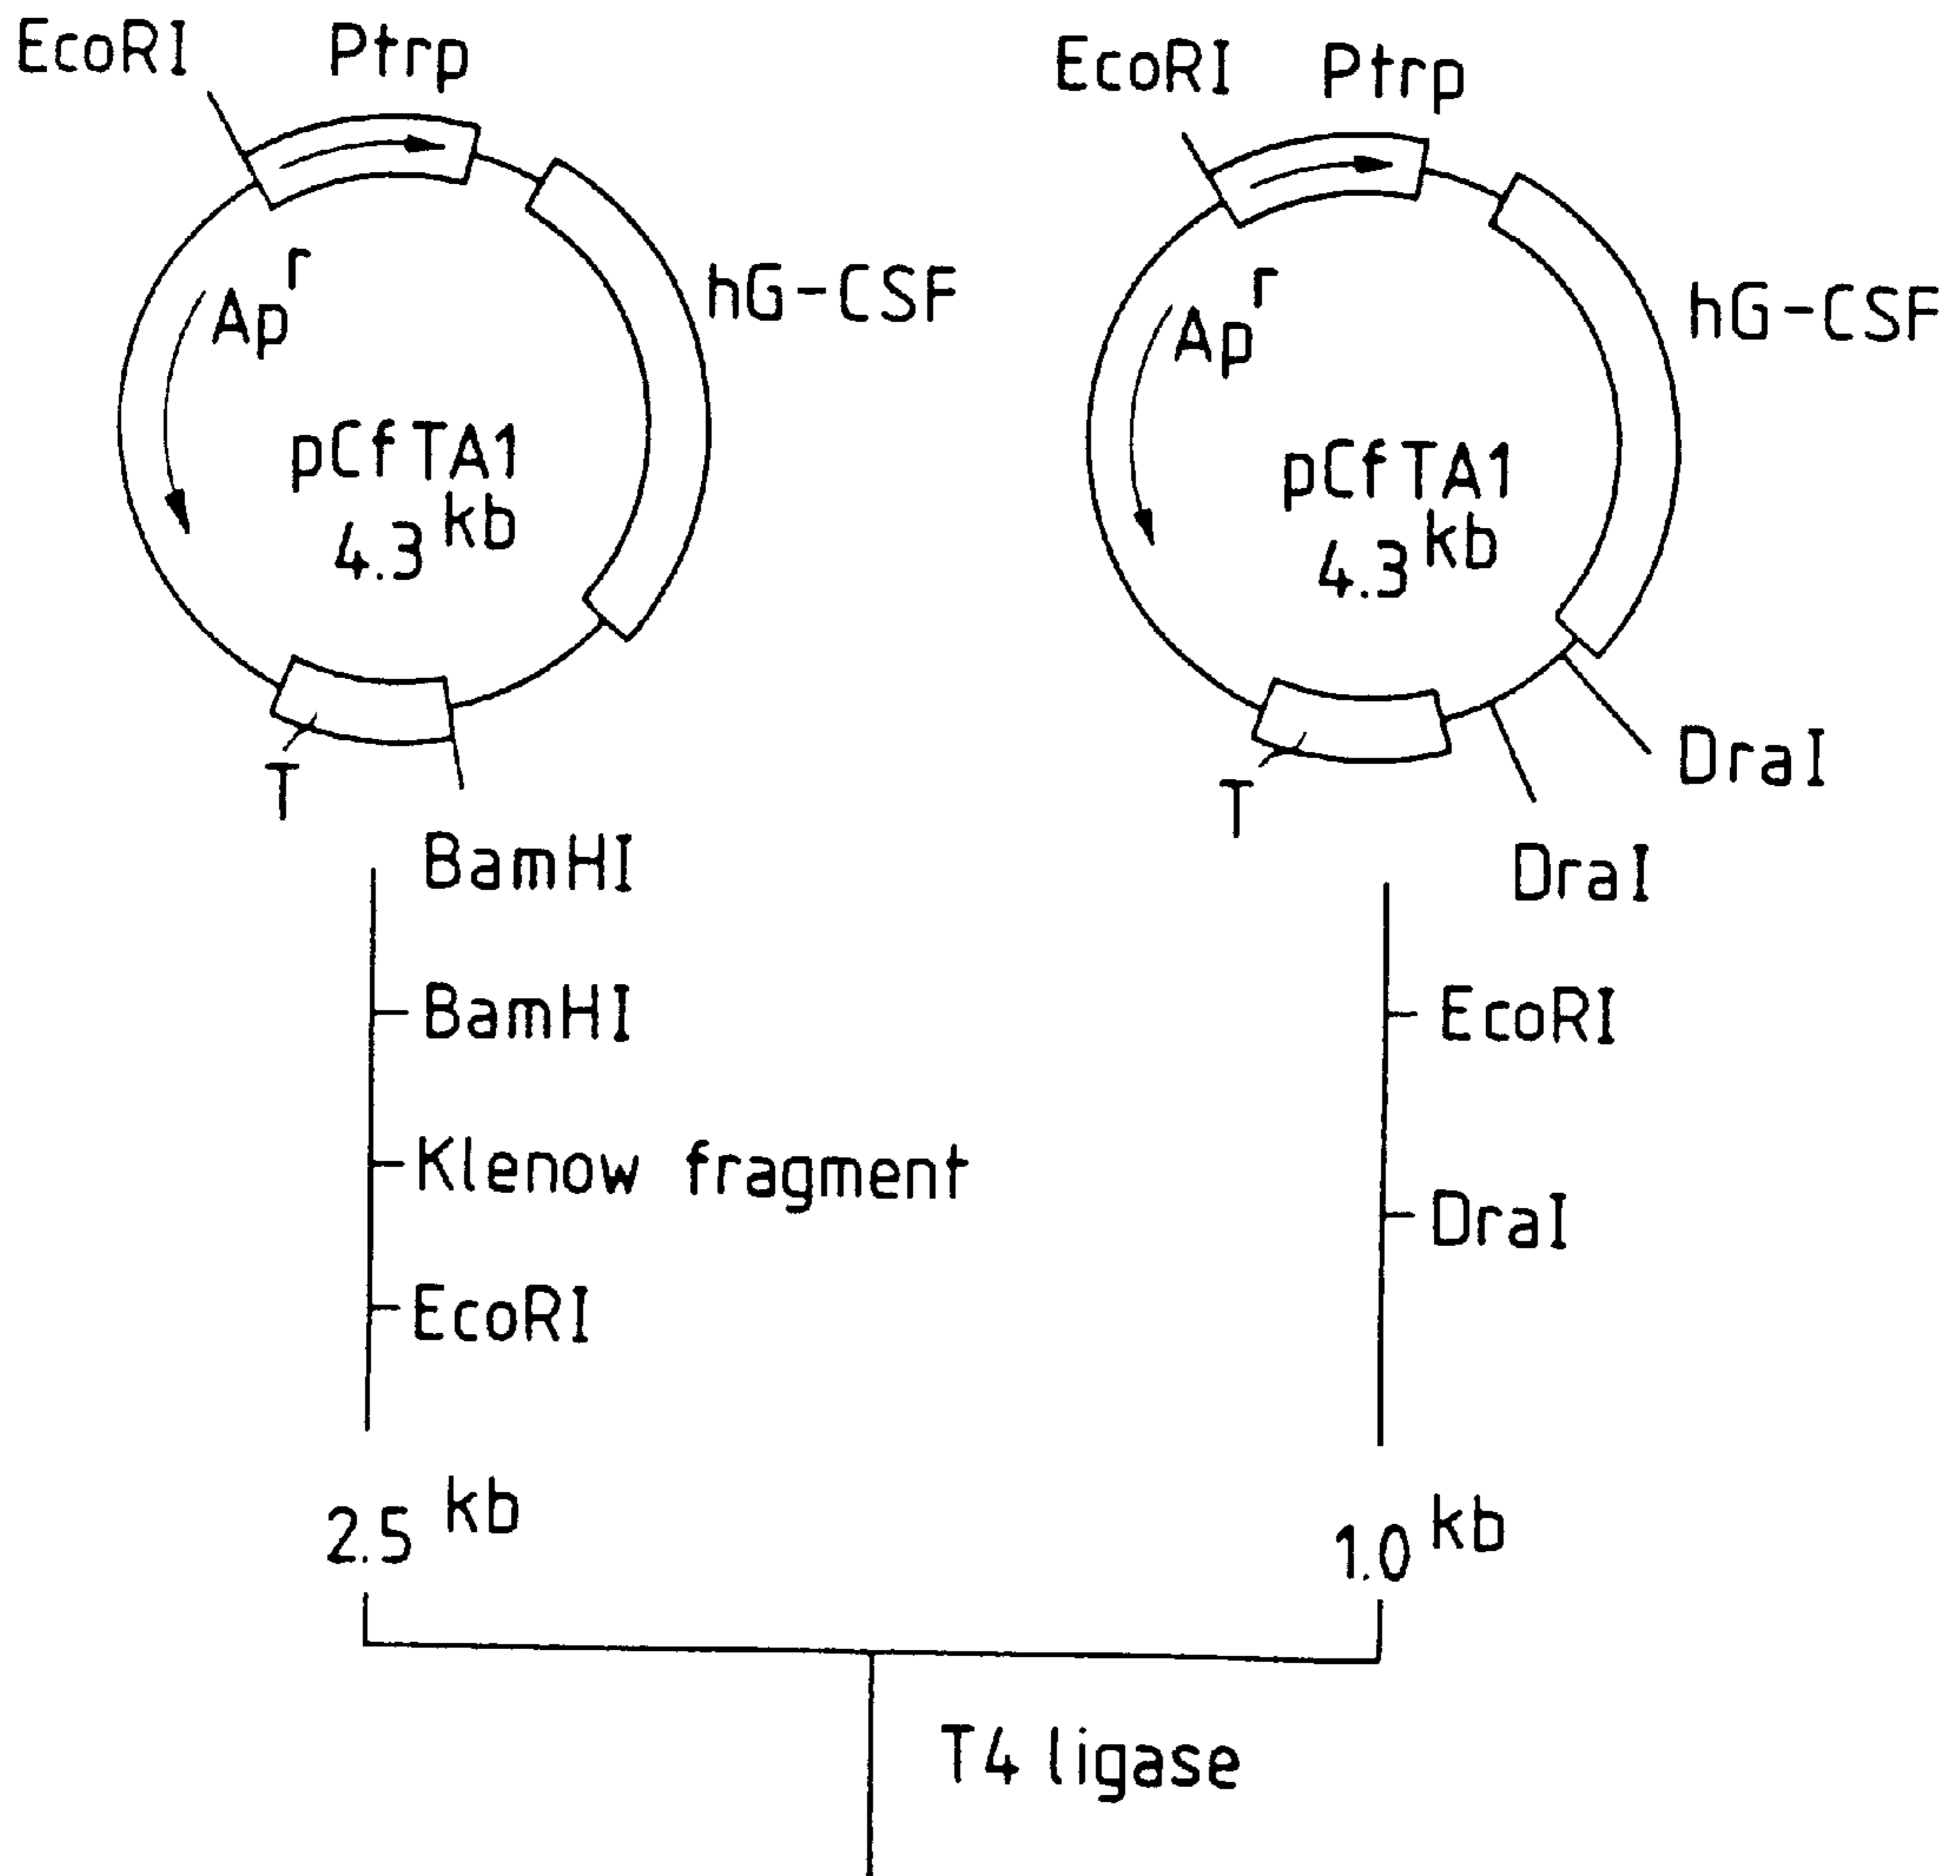 EcoRI
Ptrp
hG-CSF
Ap r
pCfTA1
4.3 kb
T
BamHI
BamHI
Klenow fragment
EcoRI
2.5 kb
EcoRI
Ptrp
hG-CSF
Ap r
pCfTA1
4.3 kb
DraI
T
DraI
EcoRI
DraI
1.0 kb
T4 ligase